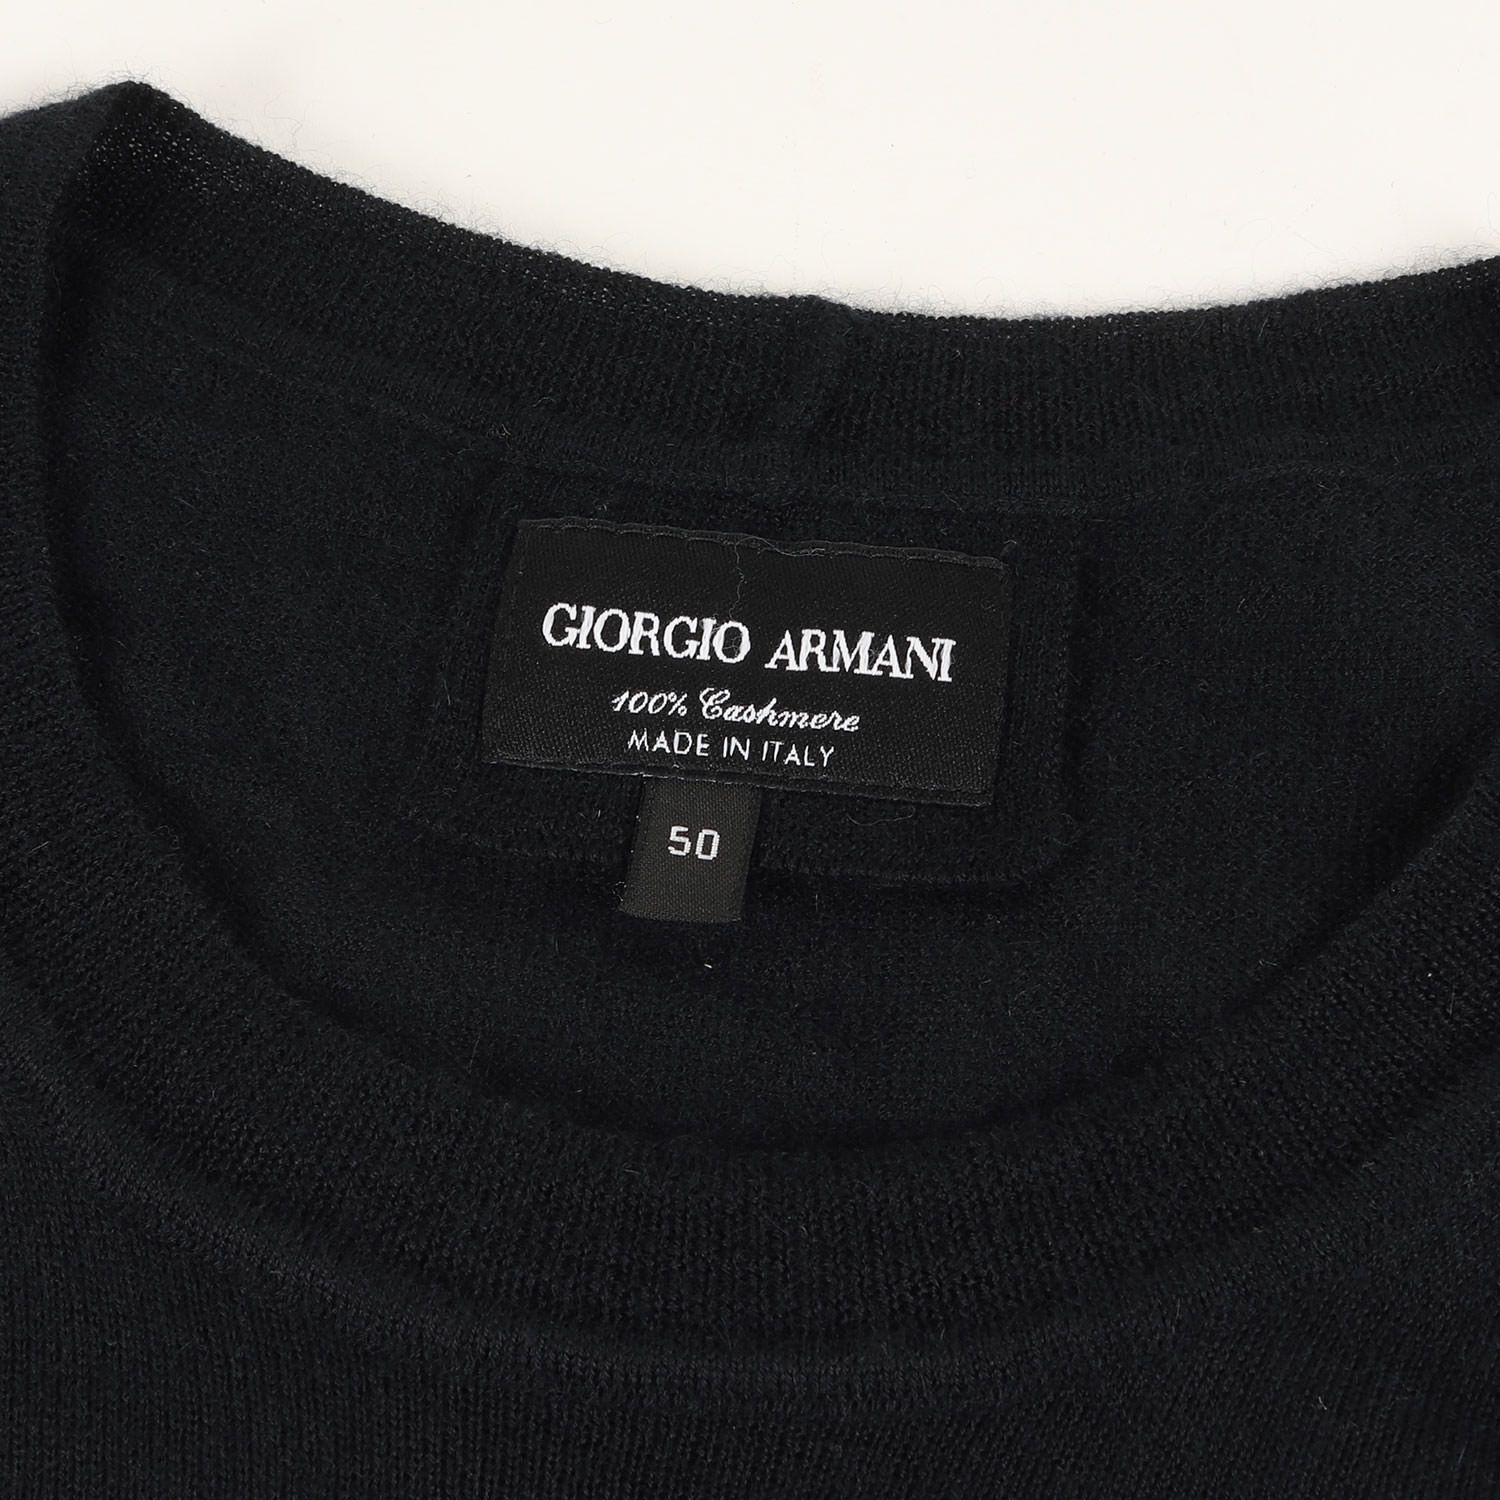 GIORGIO ARMANI
100% Cashmere
MADE IN ITALY
50